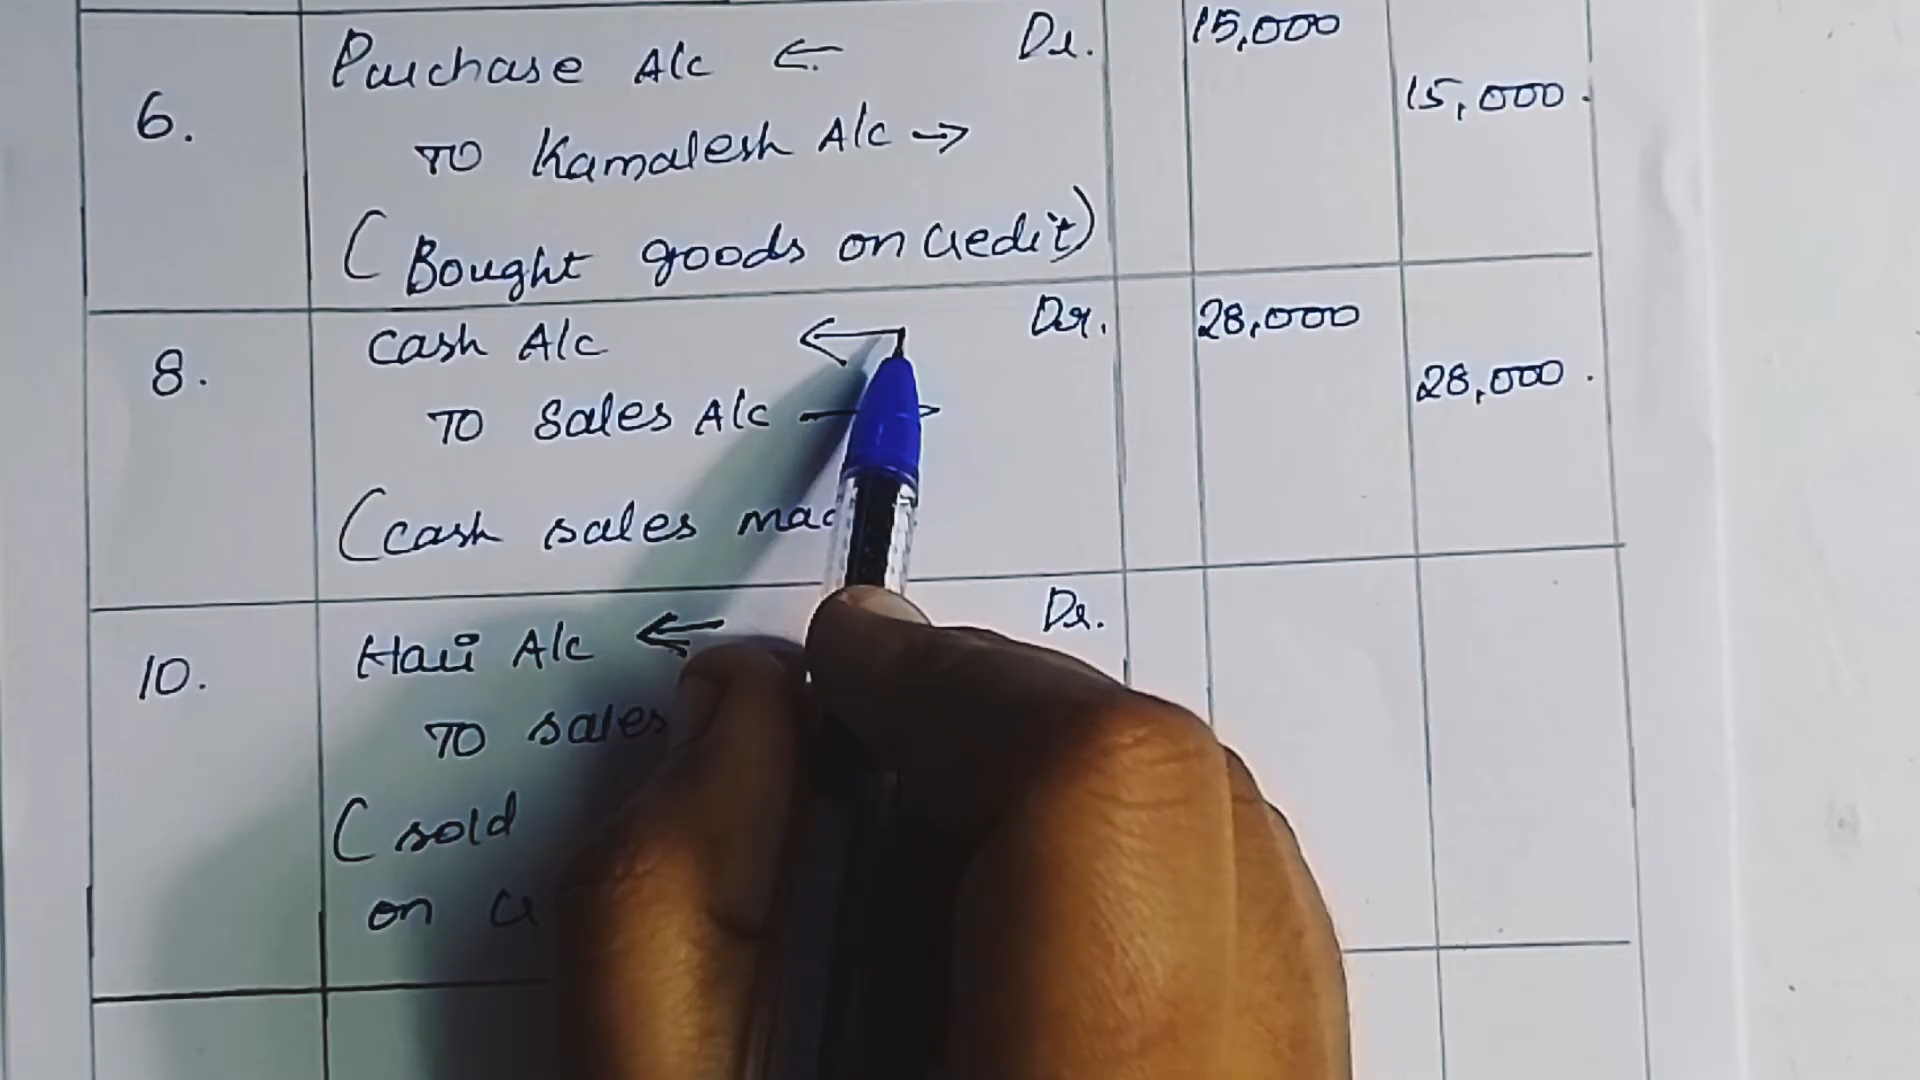 Purchase A/c ← Dr. 15,000
6.
15,000.
TO Kamalesh A/c →
(Bought goods on credit)
8. Cash A/c ← Dr. 28,000
TO Sales A/c → 28,000.
(cash sales
10. Hari A/c ← Dr.
TO sales
(sold
on